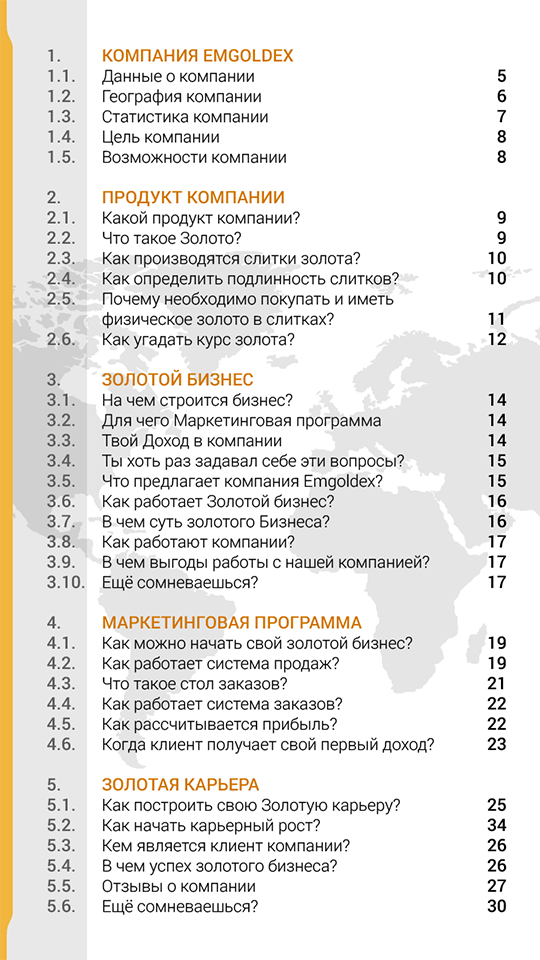 1. КОМПАНИЯ EMGOLDEX
1.1. Данные о компании 5
1.2. География компании 6
1.3. Статистика компании 7
1.4. Цель компании 8
1.5. Возможности компании 8
2. ПРОДУКТ КОМПАНИИ
2.1. Какой продукт компании? 9
2.2. Что такое Золото? 9
2.3. Как производятся слитки золота? 10
2.4. Как определить подлинность слитков? 10
2.5. Почему необходимо покупать и иметь
физическое золото в слитках? 11
2.6. Как угадать курс золота? 12
3. ЗОЛОТОЙ БИЗНЕС
3.1. На чем строится бизнес? 14
3.2. Для чего Маркетинговая программа 14
3.3. Твой Доход в компании 14
3.4. Ты хоть раз задавал себе эти вопросы? 15
3.5. Что предлагает компания Emgoldex? 15
3.6. Как работает Золотой бизнес? 16
3.7. В чем суть золотого Бизнеса? 16
3.8. Как работают компании? 17
3.9. В чем выгоды работы с нашей компанией? 17
3.10. Ещё сомневаешься? 17
4. МАРКЕТИНГОВАЯ ПРОГРАММА
4.1. Как можно начать свой золотой бизнес? 19
4.2. Как работает система продаж? 19
4.3. Что такое стол заказов? 21
4.4. Как работает система заказов? 22
4.5. Как рассчитывается прибыль? 22
4.6. Когда клиент получает свой первый доход? 23
5. ЗОЛОТАЯ КАРЬЕРА
5.1. Как построить свою Золотую карьеру? 25
5.2. Как начать карьерный рост? 34
5.3. Кем является клиент компании? 26
5.4. В чем успех золотого бизнеса? 26
5.5. Отзывы о компании 27
5.6. Ещё сомневаешься? 30